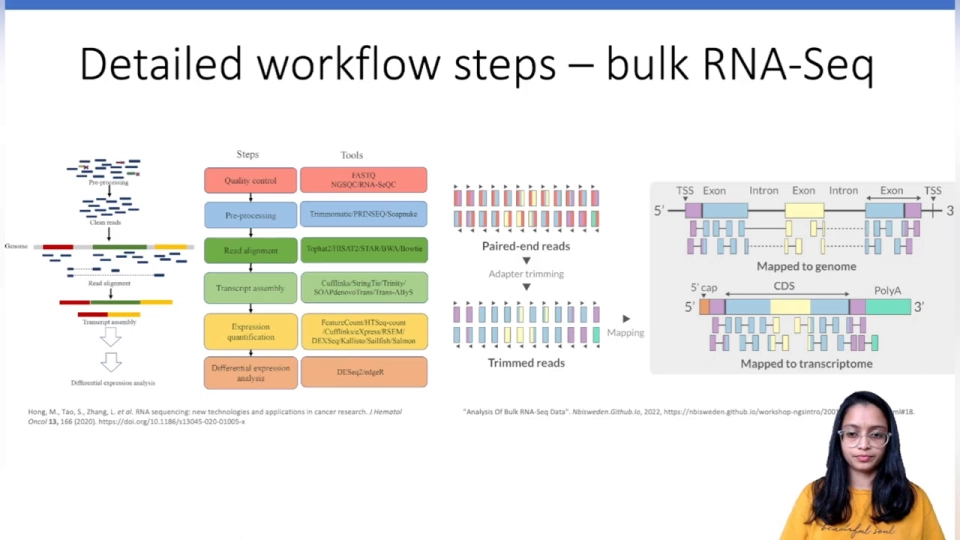 Detailed workflow steps – bulk RNA-Seq
Pre-processing
Clean reads
Genome
Read alignment
Transcript assembly
Differential expression analysis
Steps Tools
Quality control
FASTQ
NGSQC/RNA-SeQC
Pre-processing
Trimmomatic/PRINSEQ/Soapnuke
Read alignment
Tophat2/HISAT2/STAR/BWA/Bowtie
Transcript assembly
Cufflinks/StringTie/Trinity/
SOAPdenovoTrans/Trans-AByS
Expression
quantification
FeatureCount/HTSeq-count
/Cufflinks/eXpress/RSEM/
DEXSeq/Kallisto/Sailfish/Salmon
Differential expression
analysis
DESeq2/edgeR
Paired-end reads
Adapter trimming
Trimmed reads
Mapping
TSS Exon Intron Exon Intron Exon TSS
5' 3
Mapped to genome
5' cap CDS PolyA
5' 3'
Mapped to transcriptome
Hong, M., Tao, S., Zhang, L. et al. RNA sequencing: new technologies and applications in cancer research. J Hematol
Oncol 13, 166 (2020). https://doi.org/10.1186/s13045-020-01005-x
"Analysis Of Bulk RNA-Seq Data". Nbisweden.Github.Io, 2022, https://nbisweden.github.io/workshop-ngsintro/200 ml#18.
beautiful soul